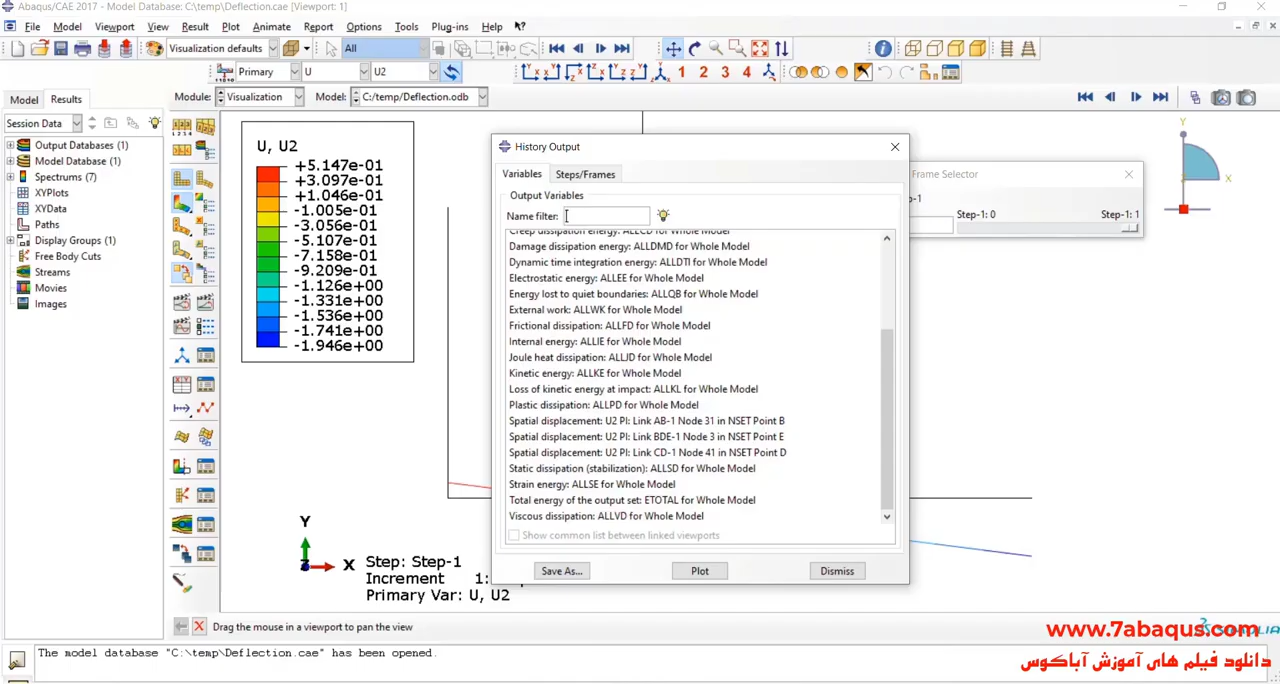 Abaqus/CAE 2017 - Model Database: C:\temp\Deflection.cae [Viewport: 1]
File Model Viewport View Result Plot Animate Report Options Tools Plug-ins Help
Visualization defaults All
Primary U U2 1 2 3 4
Model Results Module: Visualization Model: C:/temp/Deflection.odb
Session Data
Output Databases (1)
Model Database (1)
Spectrums (7)
XYPlots
XYData
Paths
Display Groups (1)
Free Body Cuts
Streams
Movies
Images
U, U2
+5.147e-01
+3.097e-01
+1.046e-01
-1.005e-01
-3.056e-01
-5.107e-01
-7.158e-01
-9.209e-01
-1.126e+00
-1.331e+00
-1.536e+00
-1.741e+00
-1.946e+00
History Output
Variables Steps/Frames
Output Variables
Name filter:
Creep dissipation energy: ALLCD for Whole Model
Damage dissipation energy: ALLDMD for Whole Model
Dynamic time integration energy: ALLDTI for Whole Model
Electrostatic energy: ALLEE for Whole Model
Energy lost to quiet boundaries: ALLQB for Whole Model
External work: ALLWK for Whole Model
Frictional dissipation: ALLFD for Whole Model
Internal energy: ALLIE for Whole Model
Joule heat dissipation: ALLJD for Whole Model
Kinetic energy: ALLKE for Whole Model
Loss of kinetic energy at impact: ALLKL for Whole Model
Plastic dissipation: ALLPD for Whole Model
Spatial displacement: U2 PI: Link AB-1 Node 31 in NSET Point B
Spatial displacement: U2 PI: Link BDE-1 Node 3 in NSET Point E
Spatial displacement: U2 PI: Link CD-1 Node 41 in NSET Point D
Static dissipation (stabilization): ALLSD for Whole Model
Strain energy: ALLSE for Whole Model
Total energy of the output set: ETOTAL for Whole Model
Viscous dissipation: ALLVD for Whole Model
Show common list between linked viewports
Save As... Plot Dismiss
Frame Selector
-1
Step-1: 0 Step-1: 1
Y
X
Y
X
Z
Step: Step-1
Increment 1:
Primary Var: U, U2
Drag the mouse in a viewport to pan the view
The model database "C:\temp\Deflection.cae" has been opened.
www.7abaqus.com
دانلود فیلم های آموزش آباکوس